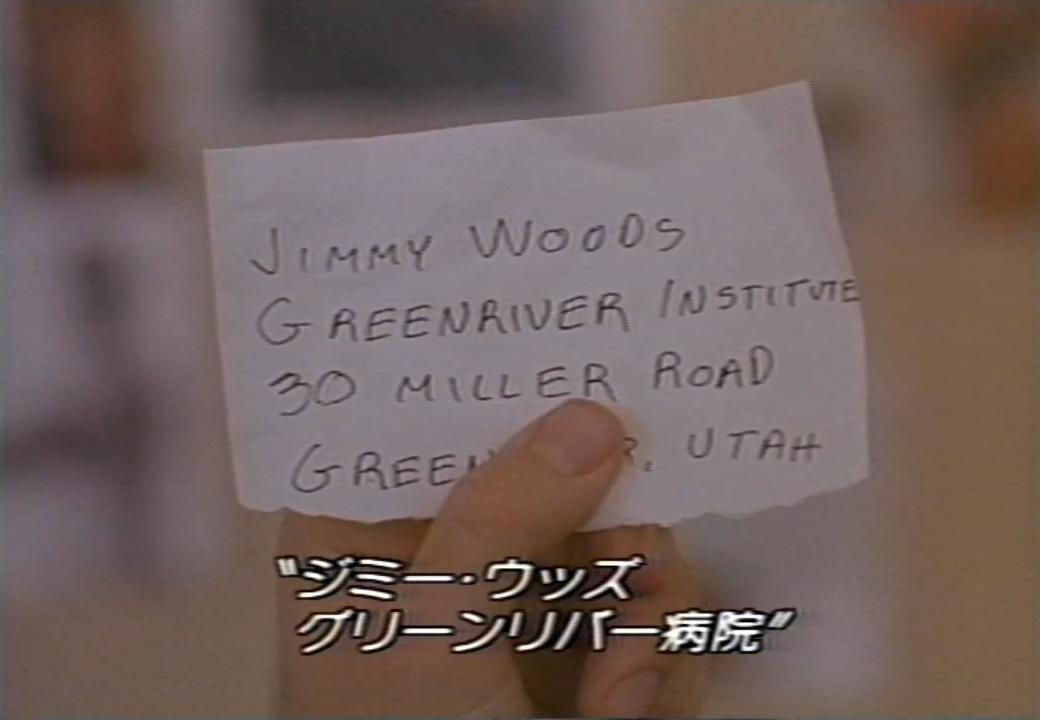 JIMMY WOODS
GREENRIVER INSTITUTE
30 MILLER ROAD
UTAH
"ジミー・ウッズ
グリーンリバー病院"